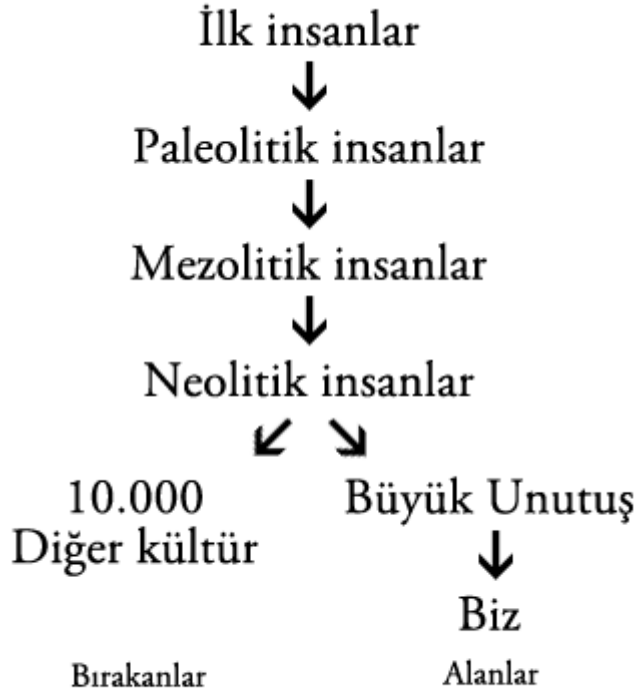 İlk insanlar
Paleolitik insanlar
Mezolitik insanlar
Neolitik insanlar
10.000
Diğer kültür
Büyük Unutuş
Biz
Bırakanlar
Alanlar